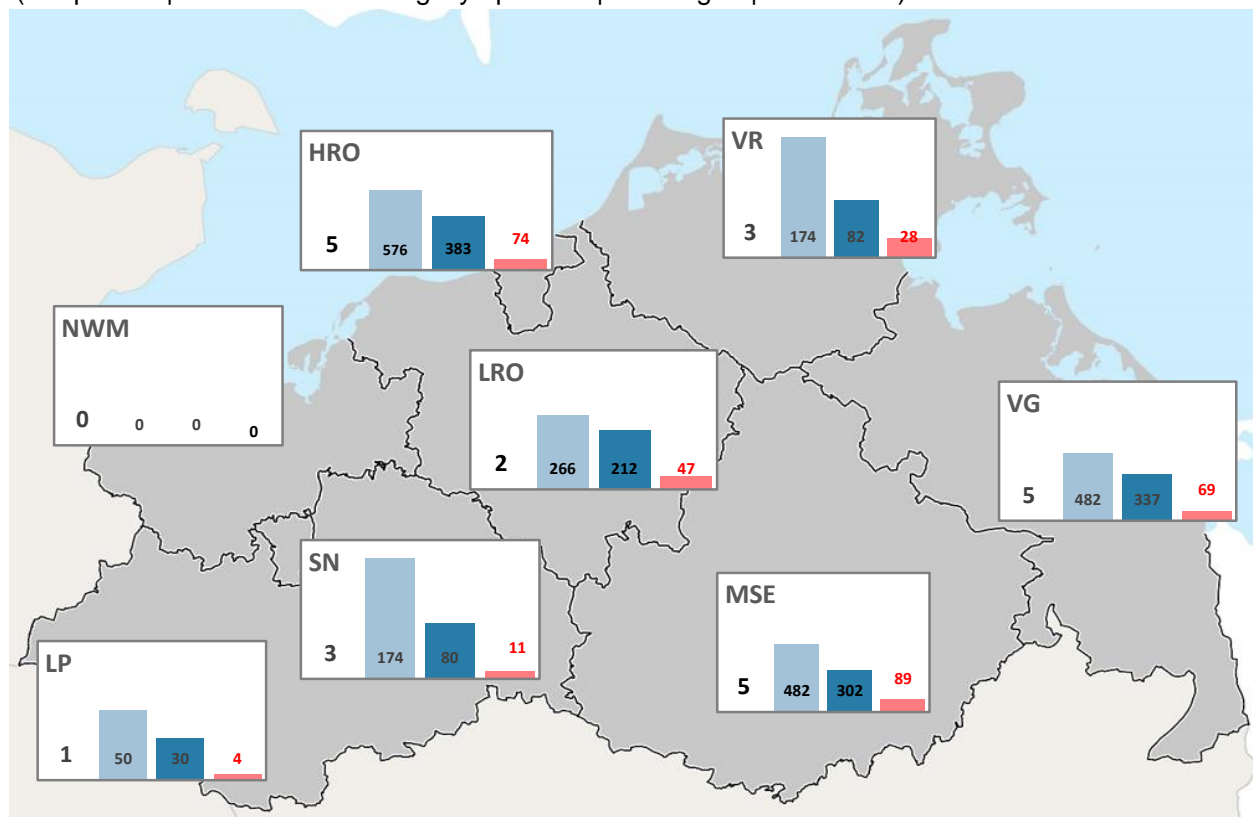 HRO
5 576 383 74
VR
3 174 82 28
NWM
0 0 0 0
LRO
2 266 212 47
VG
5 482 337 69
SN
3 174 80 11
MSE
5 482 302 89
LP
1 50 30 4